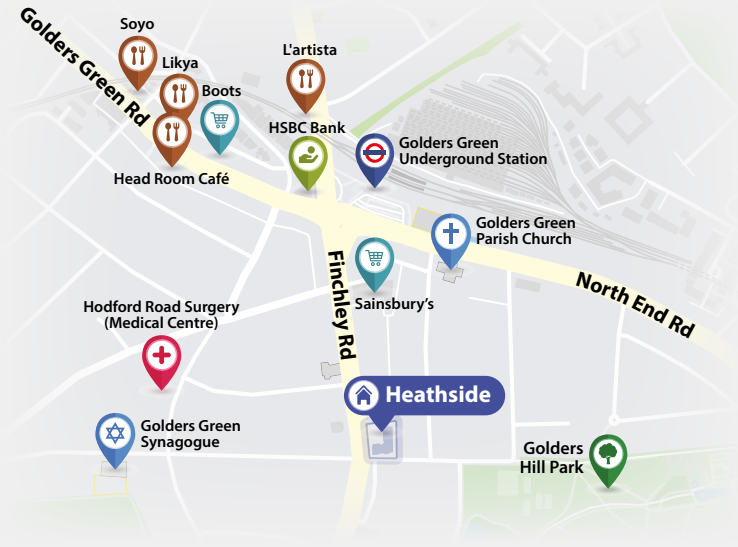 Golders Green Rd
Soyo
Likya
Boots
L'artista
HSBC Bank
Golders Green
Underground Station
Head Room Café
Golders Green
Parish Church
Sainsbury's
Finchley Rd
North End Rd
Hodford Road Surgery
(Medical Centre)
Heathside
Golders Green
Synagogue
Golders
Hill Park